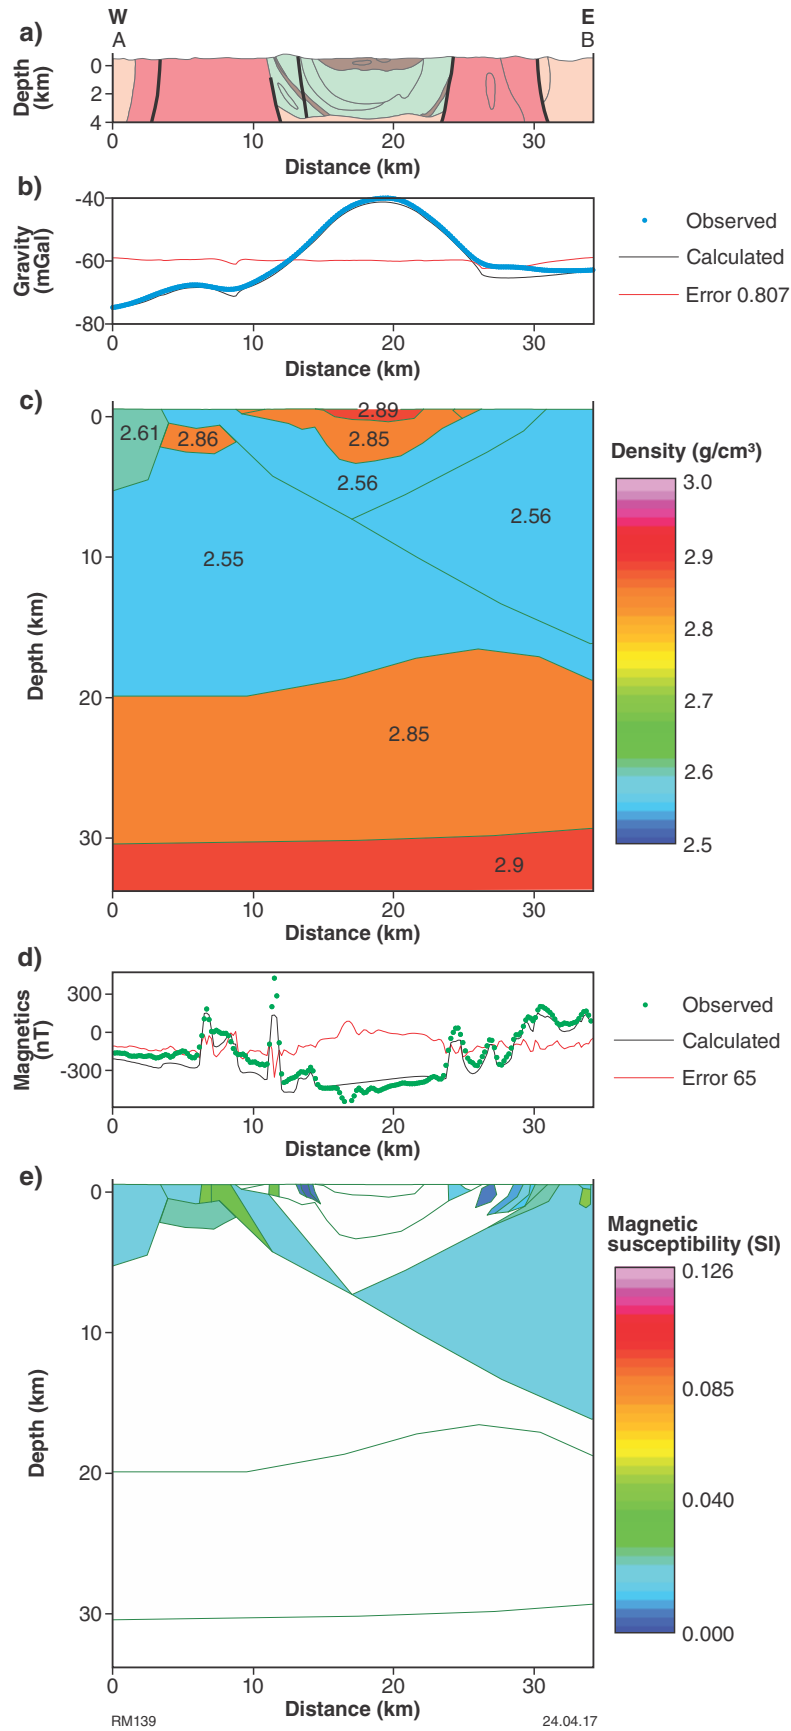 W E
A B
a)
Depth (km)
0
2
4
0 10 20 30
Distance (km)
b)
Gravity (mGal)
-40
-60
-80
0 10 20 30
Distance (km)
Observed
Calculated
Error 0.807
c)
Depth (km)
0
10
20
30
2.61
2.86
2.89
2.85
2.56
2.56
2.55
2.85
2.9
0 10 20 30
Distance (km)
Density (g/cm³)
3.0
2.9
2.8
2.7
2.6
2.5
d)
Magnetics (nT)
300
0
-300
0 10 20 30
Distance (km)
Observed
Calculated
Error 65
e)
Depth (km)
0
10
20
30
0 10 20 30
Distance (km)
Magnetic
susceptibility (SI)
0.126
0.085
0.040
0.000
RM139 24.04.17